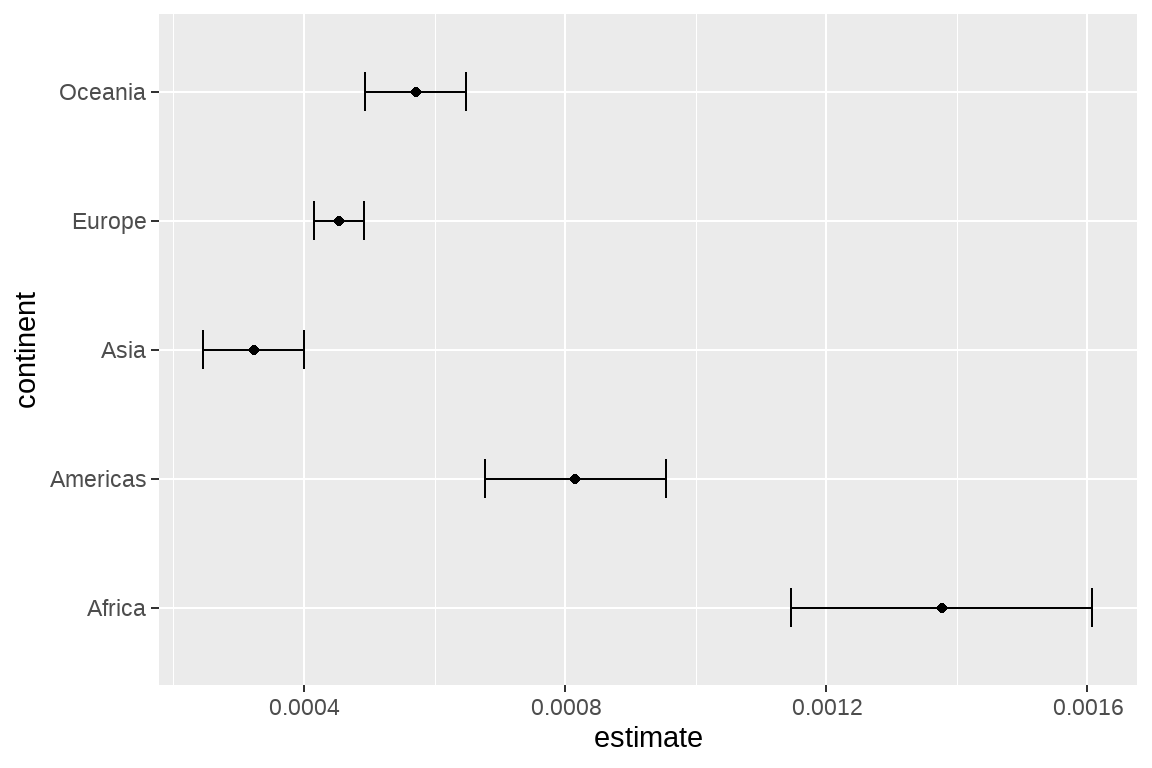 Oceania
Europe
Asia
Americas
Africa
continent
0.0004 0.0008 0.0012 0.0016
estimate